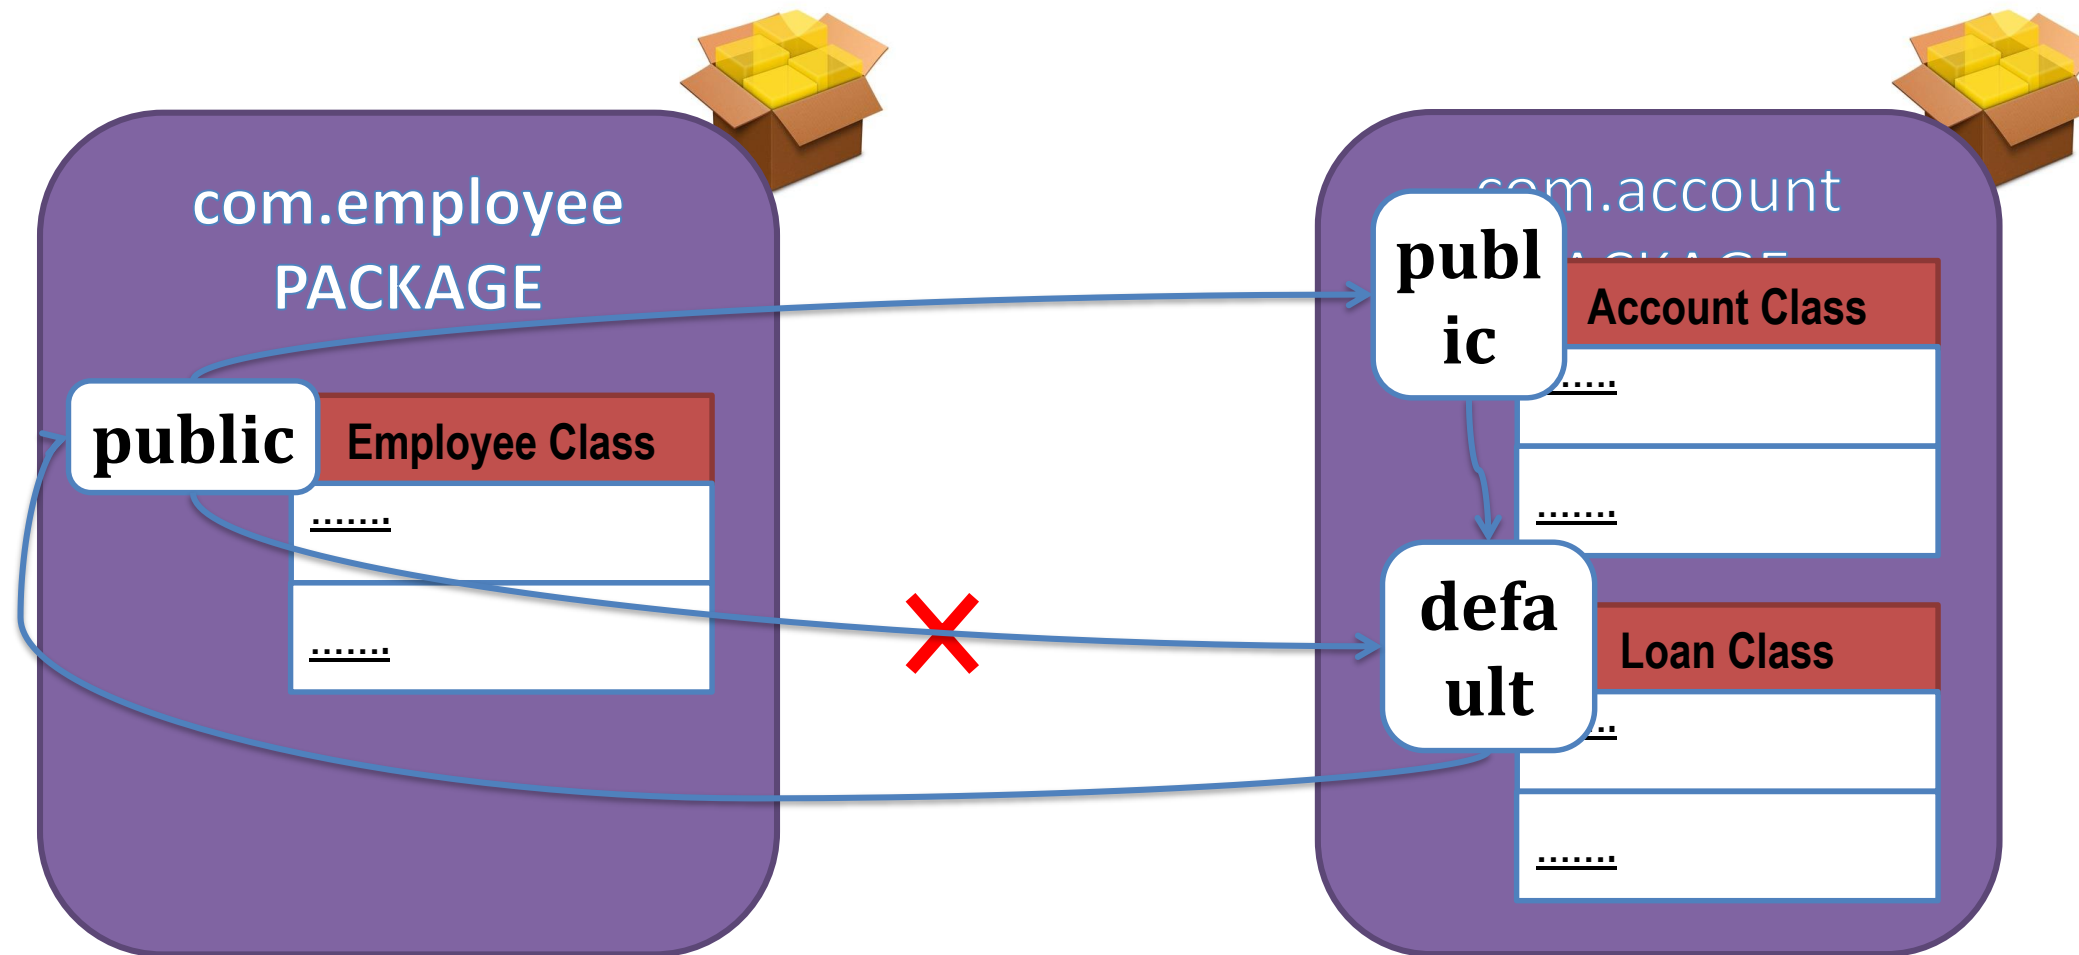 com.employee
PACKAGE
public
Employee Class
.......
.......
com.account
publ
ic
Account Class
.......
defa
ult
Loan Class
.......